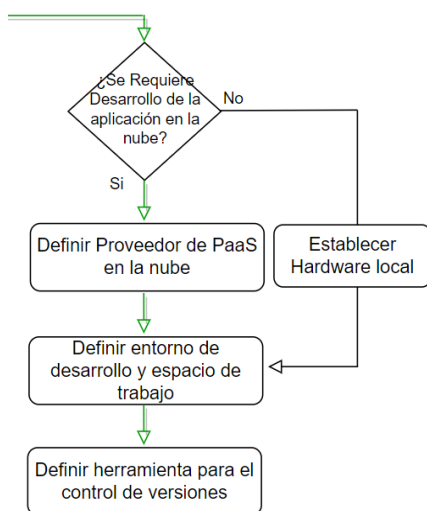 ¿Se Requiere
Desarrollo de la
aplicación en la
nube?
No
Si
Definir Proveedor de PaaS
en la nube
Establecer
Hardware local
Definir entorno de
desarrollo y espacio de
trabajo
Definir herramienta para el
control de versiones